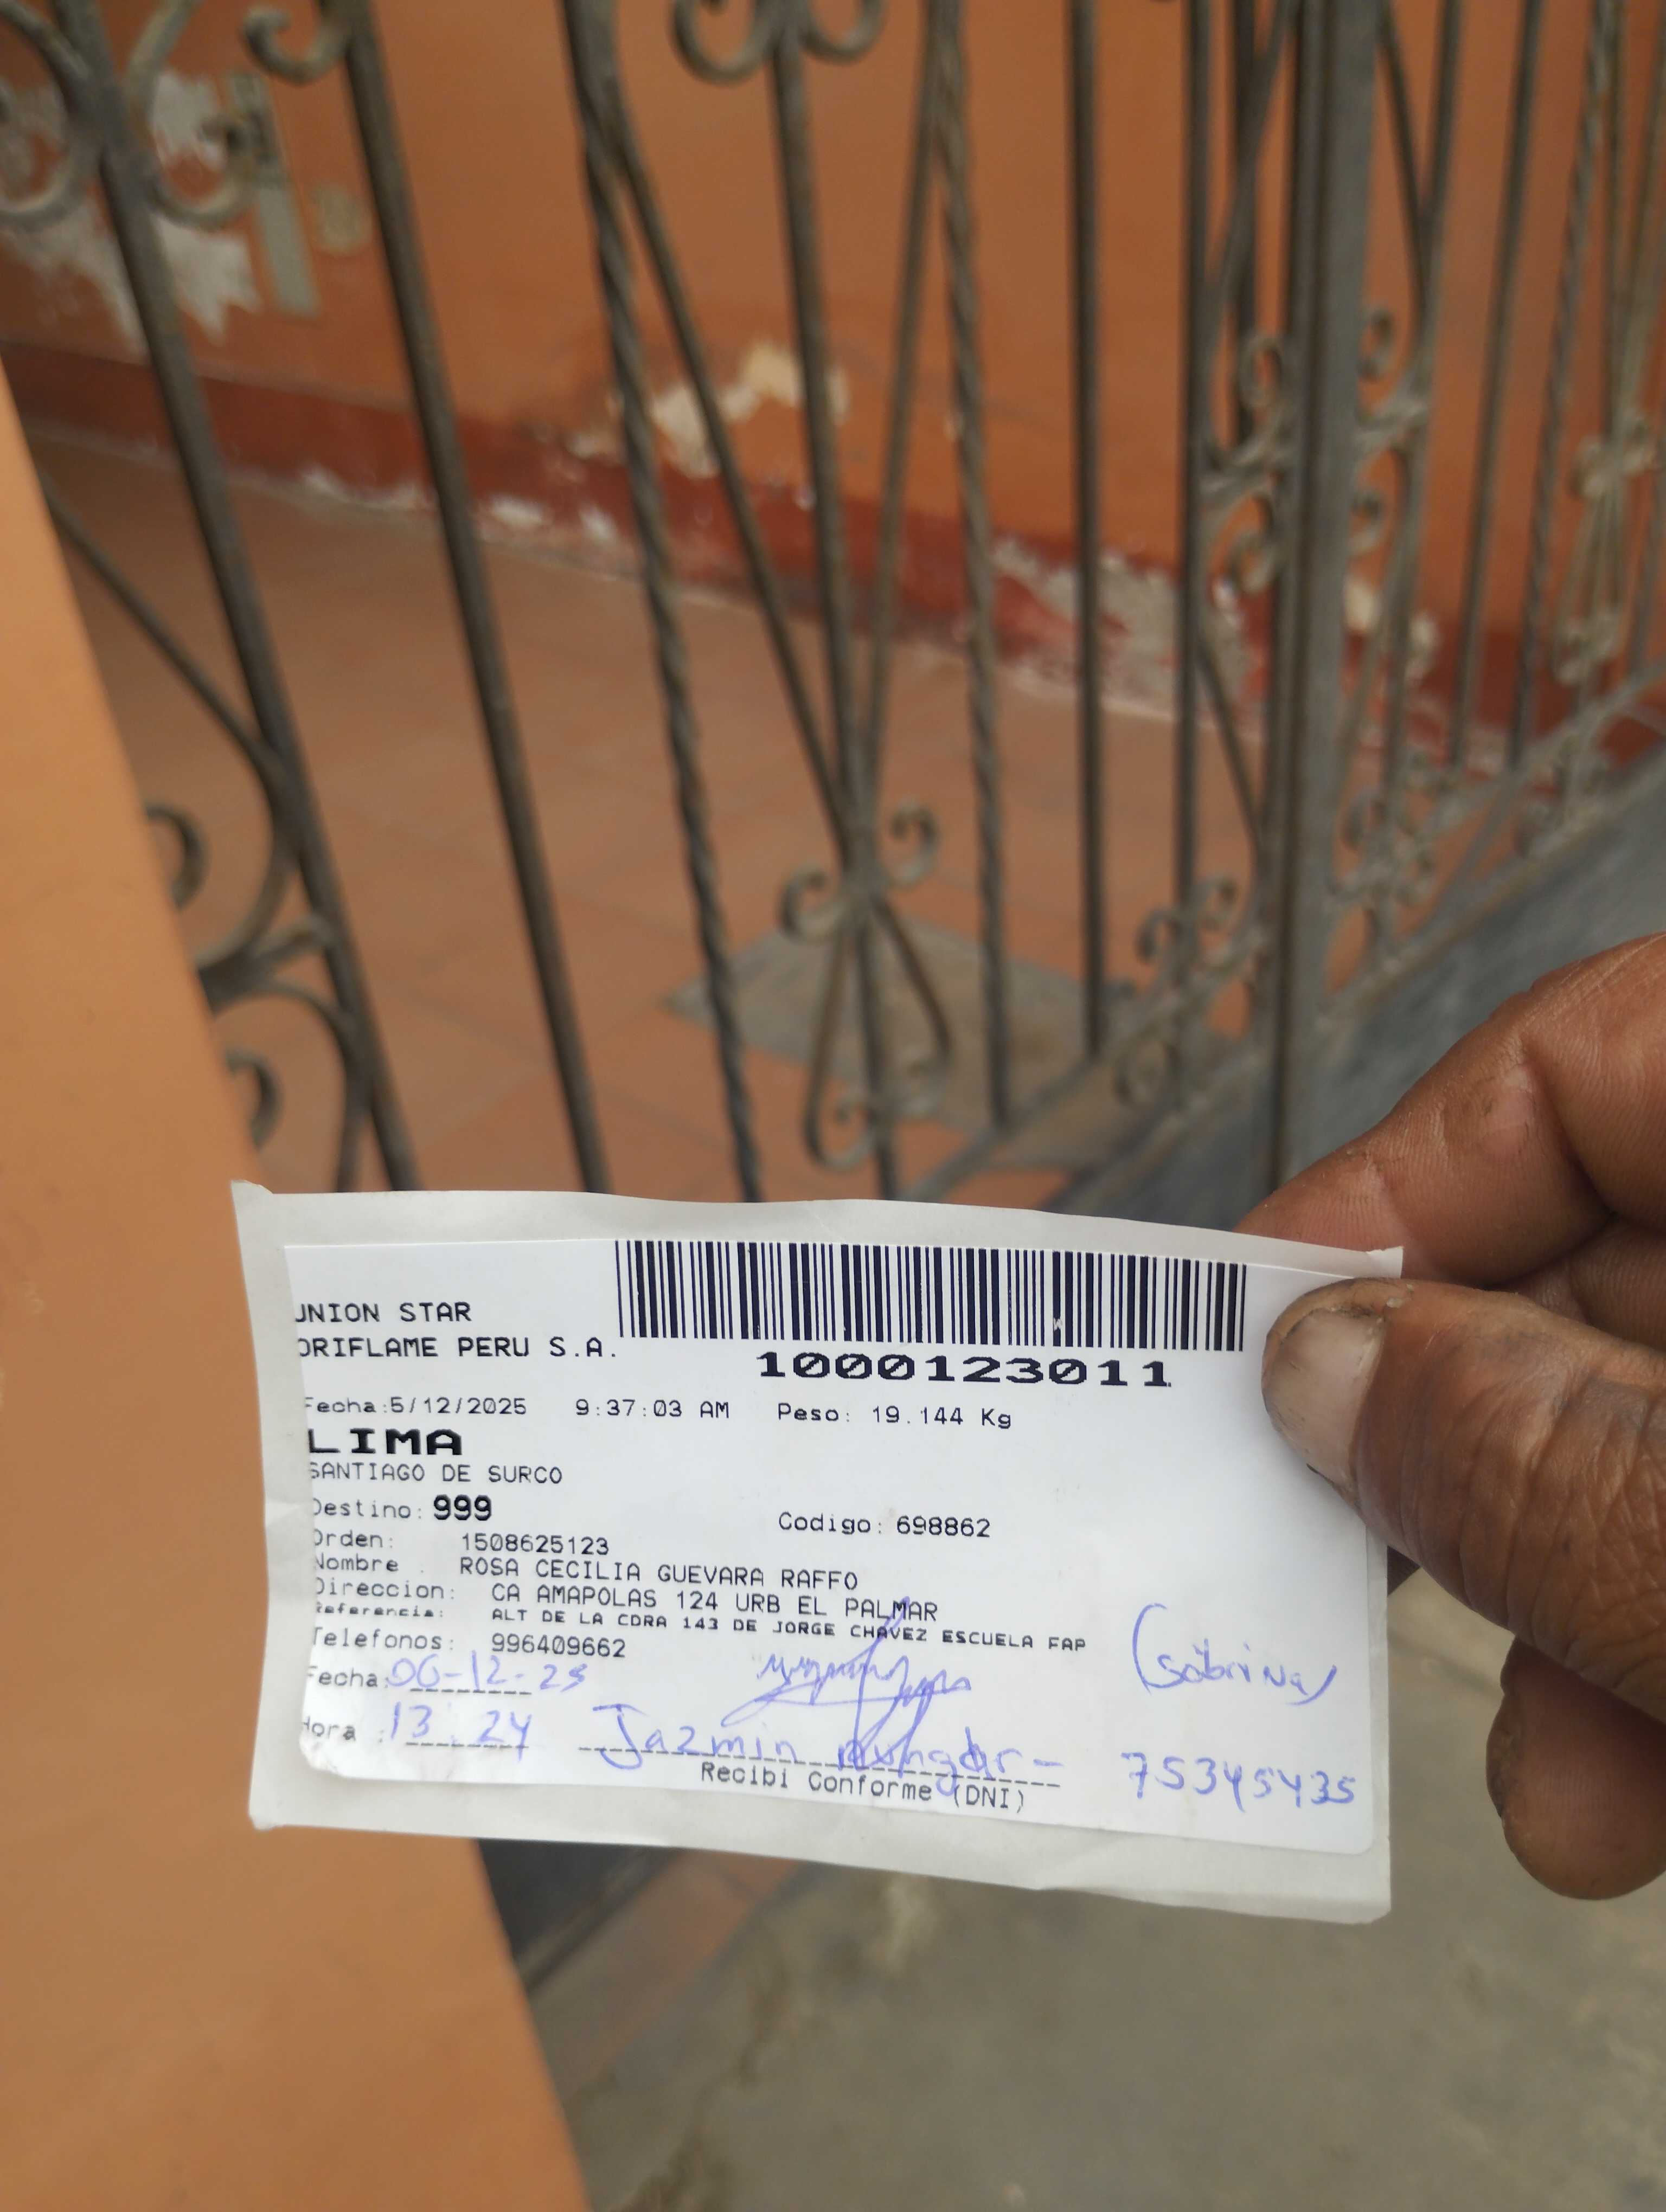 UNION STAR
ORIFLAME PERU S.A.
1000123011
Fecha:5/12/2025 9:37:03 AM Peso: 19.144 Kg
LIMA
SANTIAGO DE SURCO
Destino: 999 Codigo: 698862
Orden: 1508625123
Nombre ROSA CECILIA GUEVARA RAFFO
Direccion: CA AMAPOLAS 124 URB EL PALMAR
Referencia: ALT DE LA CDRA 143 DE JORGE CHAVEZ ESCUELA FAP
Telefonos: 996409662
(sobrina)
Fecha: 06-12-25
Hora : 13 : 24 Jazmin 75345435
Recibi Conforme (DNI)